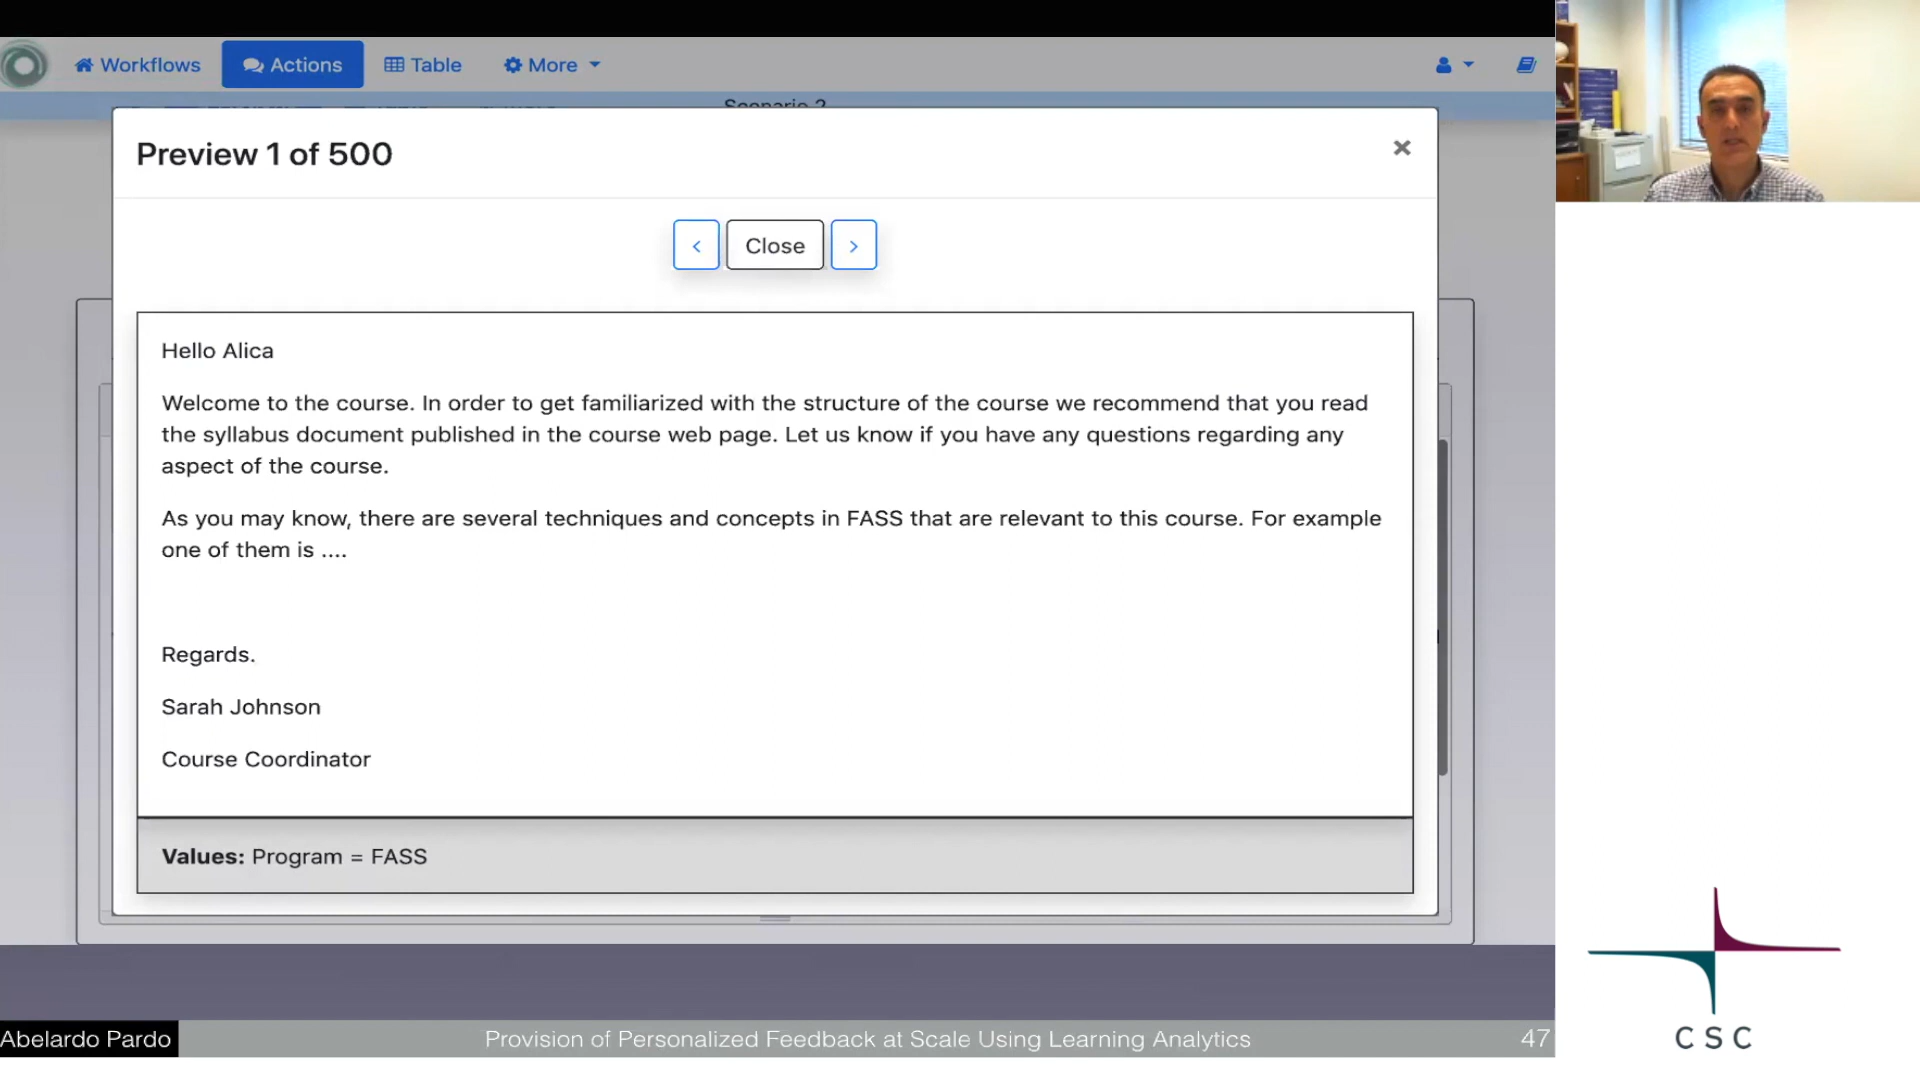 Workflows Actions Table More
Scenario 2
Preview 1 of 500
×
< Close >
Hello Alica
Welcome to the course. In order to get familiarized with the structure of the course we recommend that you read
the syllabus document published in the course web page. Let us know if you have any questions regarding any
aspect of the course.
As you may know, there are several techniques and concepts in FASS that are relevant to this course. For example
one of them is ....
Regards.
Sarah Johnson
Course Coordinator
Values: Program = FASS
Abelardo Pardo
Provision of Personalized Feedback at Scale Using Learning Analytics
47
CSC